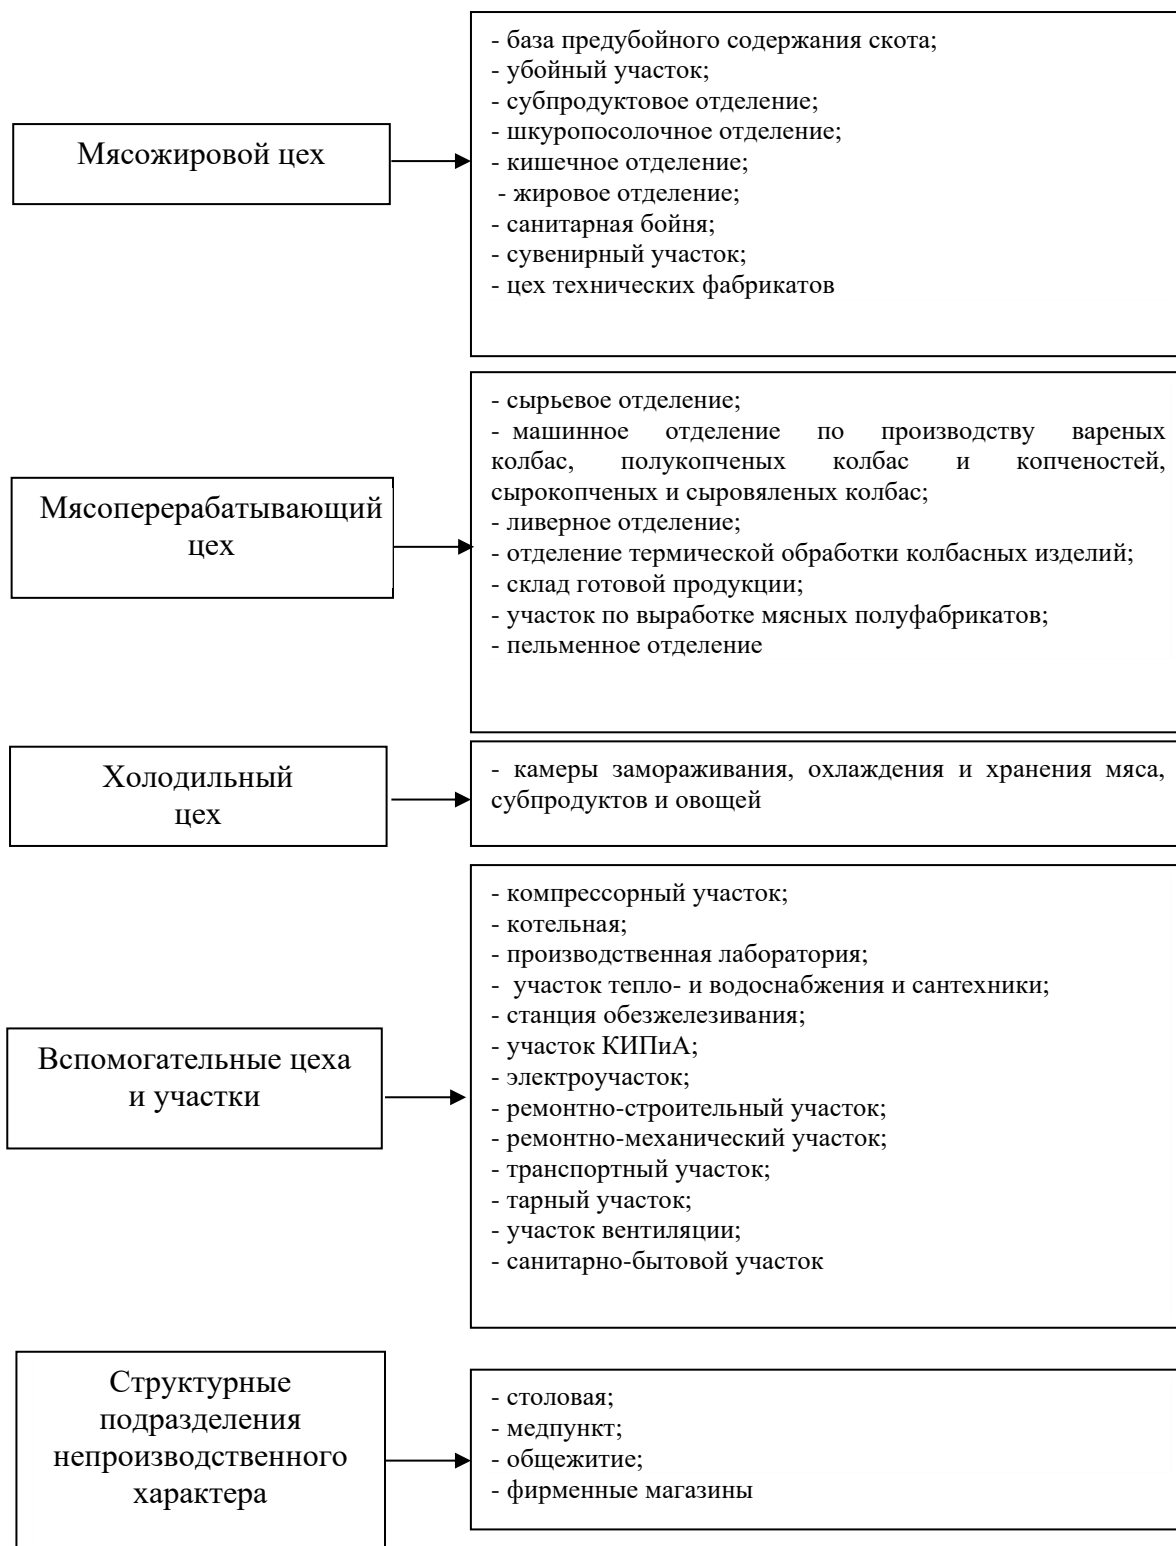 Мясожировой цех
- база предубойного содержания скота;
- убойный участок;
- субпродуктовое отделение;
- шкуропосолочное отделение;
- кишечное отделение;
- жировое отделение;
- санитарная бойня;
- сувенирный участок;
- цех технических фабрикатов
Мясоперерабатывающий
цех
- сырьевое отделение;
- машинное отделение по производству вареных
колбас, полукопченых колбас и копченостей,
сырокопченых и сыровяленых колбас;
- ливерное отделение;
- отделение термической обработки колбасных изделий;
- склад готовой продукции;
- участок по выработке мясных полуфабрикатов;
- пельменное отделение
Холодильный
цех
- камеры замораживания, охлаждения и хранения мяса,
субпродуктов и овощей
Вспомогательные цеха
и участки
- компрессорный участок;
- котельная;
- производственная лаборатория;
- участок тепло- и водоснабжения и сантехники;
- станция обезжелезивания;
- участок КИПиА;
- электроучасток;
- ремонтно-строительный участок;
- ремонтно-механический участок;
- транспортный участок;
- тарный участок;
- участок вентиляции;
- санитарно-бытовой участок
Структурные
подразделения
непроизводственного
характера
- столовая;
- медпункт;
- общежитие;
- фирменные магазины